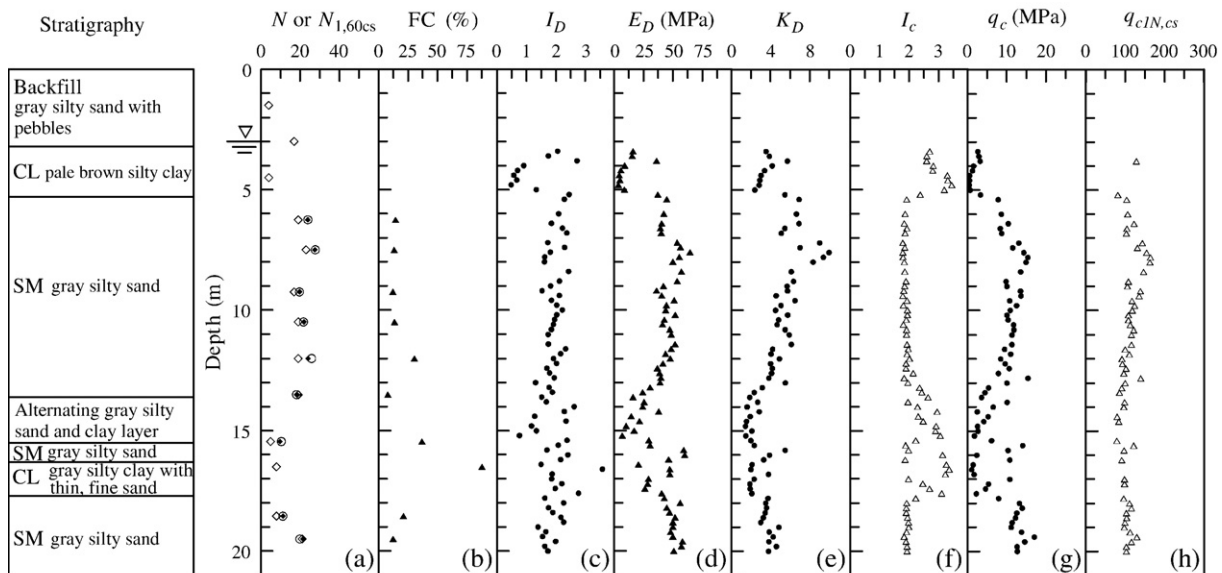 Stratigraphy
N or N1,60cs
FC (%)
ID
ED (MPa)
KD
Ic
qc (MPa)
qc1N,cs
0 10 20 30 40
0 25 50 75
0 1 2 3
0 25 50 75
0 4 8
0 1 2 3
0 10 20
0 100 200 300
Depth (m)
0
5
10
15
20
Backfill
gray silty sand with
pebbles
CL pale brown silty clay
SM gray silty sand
Alternating gray silty
sand and clay layer
SM gray silty sand
CL gray silty clay with
thin, fine sand
SM gray silty sand
(a)
(b)
(c)
(d)
(e)
(f)
(g)
(h)